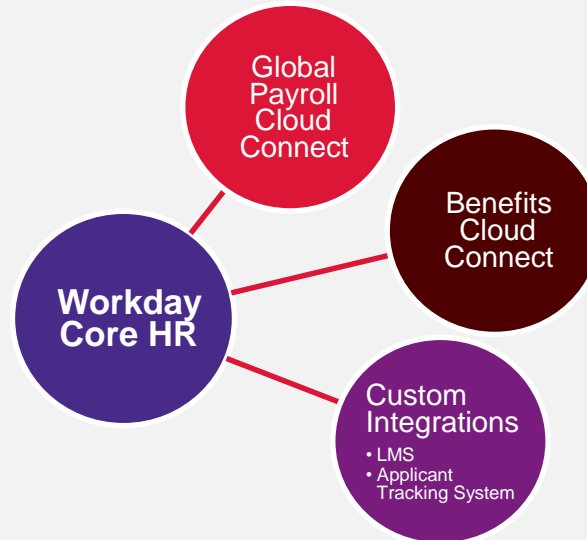 Global
Payroll
Cloud
Connect
Benefits
Cloud
Connect
Workday
Core HR
Custom
Integrations
• LMS
• Applicant
Tracking System